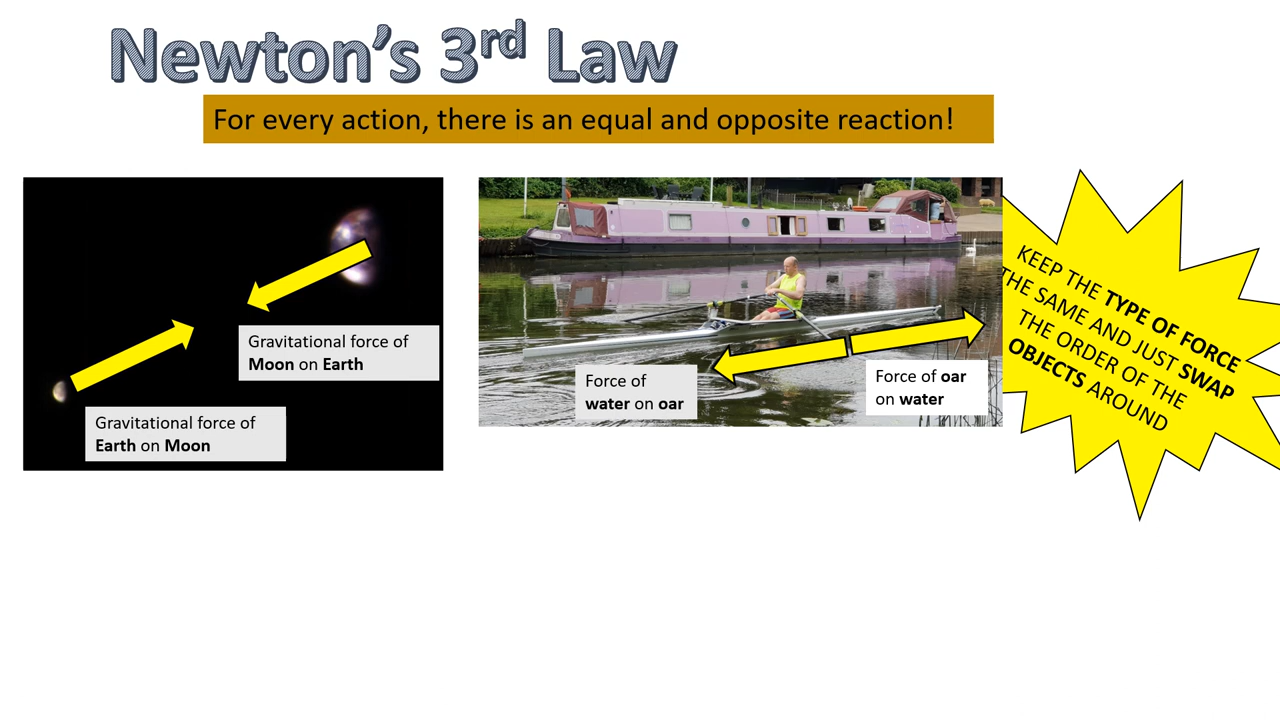 Newton's 3rd Law
For every action, there is an equal and opposite reaction!
Gravitational force of
Moon on Earth
Gravitational force of
Earth on Moon
Force of
water on oar
Force of oar
on water
KEEP THE TYPE OF FORCE
THE SAME AND JUST SWAP
THE ORDER OF THE
OBJECTS AROUND